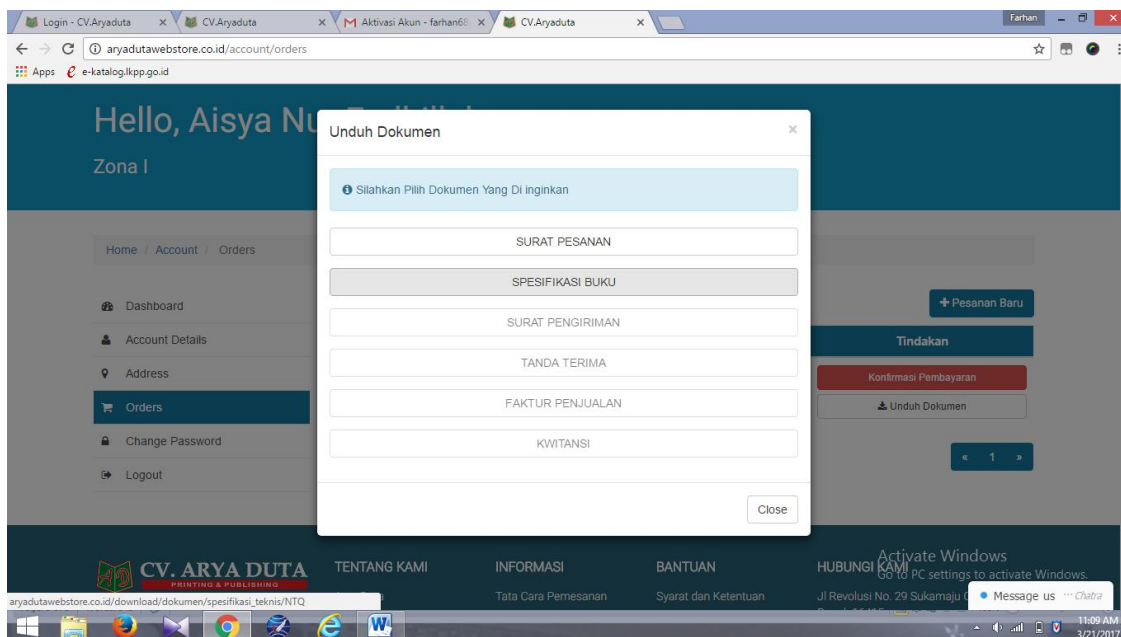 Login - CV.Aryaduta
CV.Aryaduta
Aktivasi Akun - farhan68
CV.Aryaduta
Farhan
aryadutawebstore.co.id/account/orders
Apps
e-katalog.lkpp.go.id
Hello, Aisya Nu
Zona I
Unduh Dokumen
×
Silahkan Pilih Dokumen Yang Di inginkan
SURAT PESANAN
SPESIFIKASI BUKU
SURAT PENGIRIMAN
TANDA TERIMA
FAKTUR PENJUALAN
KWITANSI
Close
Home / Account / Orders
Dashboard
Account Details
Address
Orders
Change Password
Logout
+ Pesanan Baru
Tindakan
Konfirmasi Pembayaran
Unduh Dokumen
« 1 »
CV. ARYA DUTA
PRINTING & PUBLISHING
TENTANG KAMI
INFORMASI
Tata Cara Pemesanan
BANTUAN
Syarat dan Ketentuan
HUBUNGI KAMI
Jl Revolusi No. 29 Sukamaju
Activate Windows
Go to PC settings to activate Windows.
Message us
Chatra
aryadutawebstore.co.id/download/dokumen/spesifikasi_teknis/NTQ
11:09 AM
3/21/2017